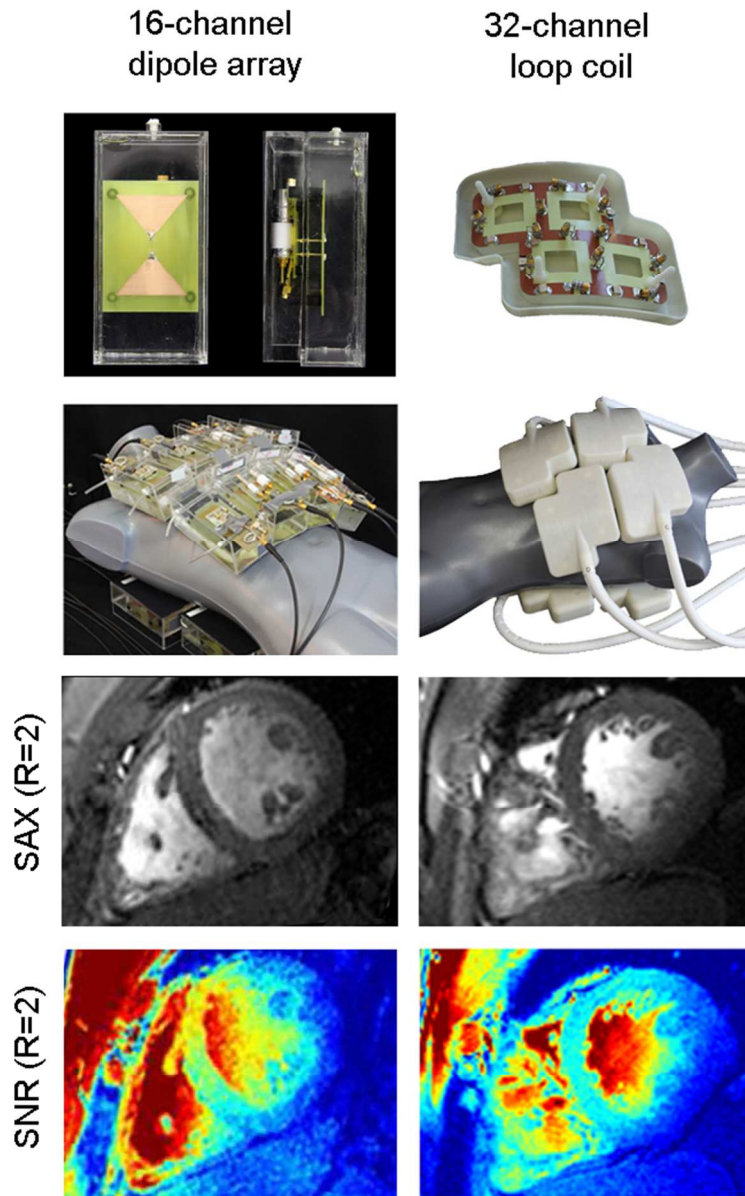 16-channel
dipole array
32-channel
loop coil
SAX (R=2)
SNR (R=2)